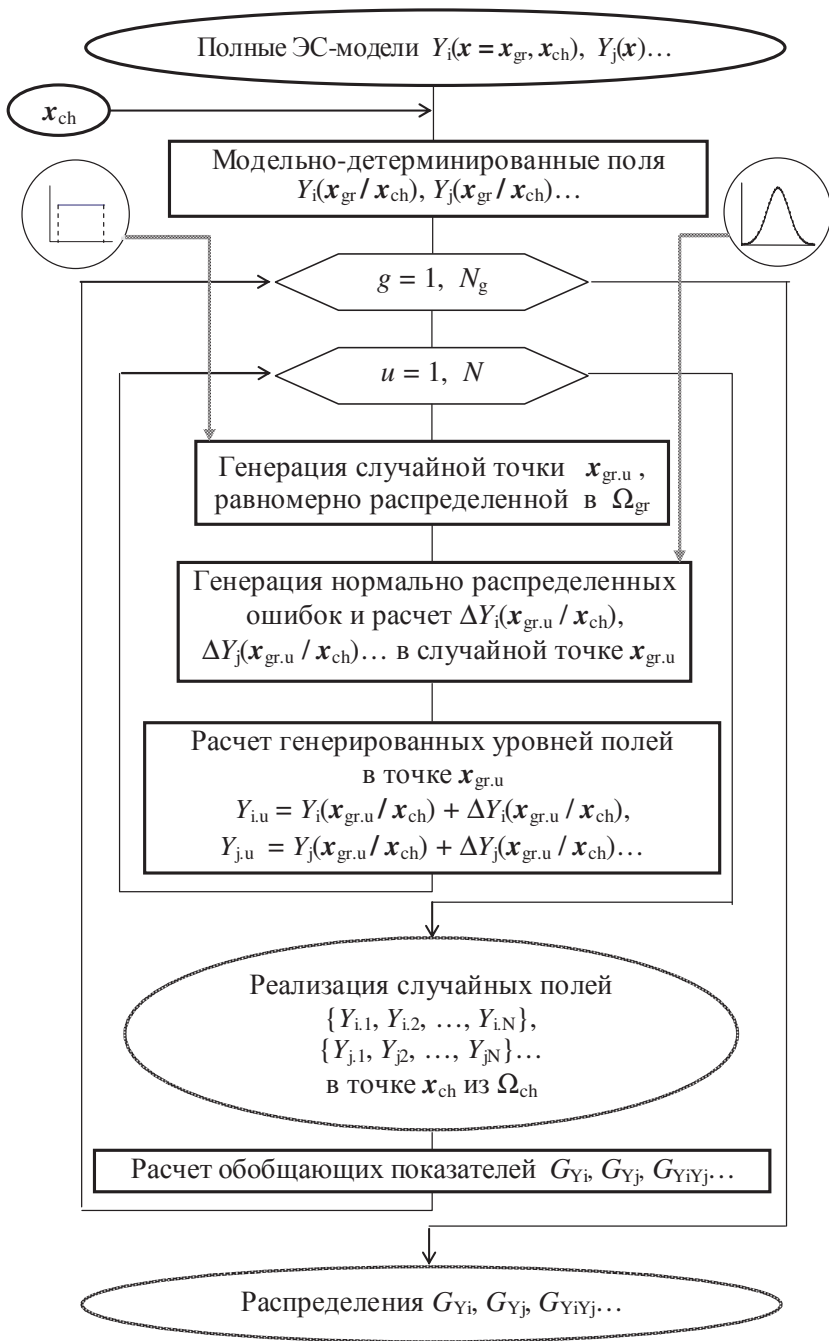 Полные ЭС-модели Yi(x = xgr, xch), Yj(x)…
xch
Модельно-детерминированные поля
Yi(xgr / xch), Yj(xgr / xch)…
g = 1, Ng
u = 1, N
Генерация случайной точки xgr.u ,
равномерно распределенной в Ωgr
Генерация нормально распределенных
ошибок и расчет ΔYi(xgr.u / xch),
ΔYj(xgr.u / xch)… в случайной точке xgr.u
Расчет генерированных уровней полей
в точке xgr.u
Yi.u = Yi(xgr.u / xch) + ΔYi(xgr.u / xch),
Yj.u = Yj(xgr.u / xch) + ΔYj(xgr.u / xch)…
Реализация случайных полей
{Yi.1, Yi.2, …, Yi.N},
{Yj.1, Yj2, …, YjN}…
в точке xch из Ωch
Расчет обобщающих показателей GYi, GYj, GYiYj…
Распределения GYi, GYj, GYiYj…